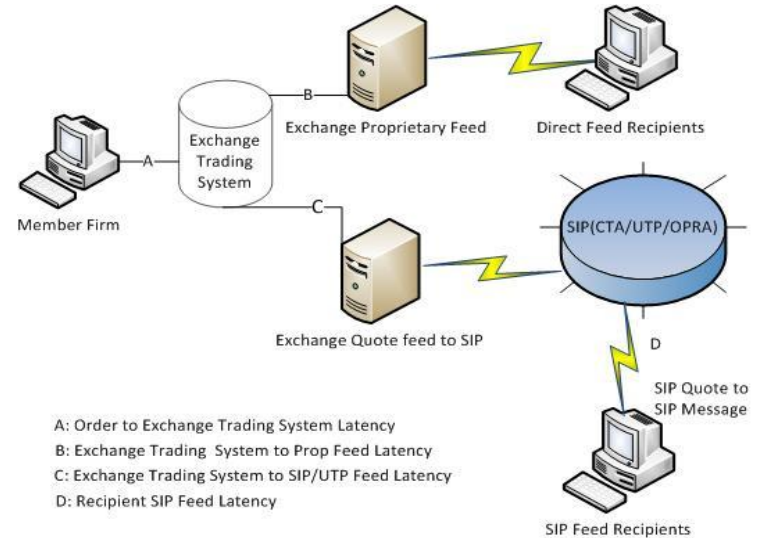 B
Exchange Proprietary Feed
Direct Feed Recipients
Exchange
Trading
System
A
Member Firm
C
SIP(CTA/UTP/OPRA)
Exchange Quote feed to SIP
D
SIP Quote to
SIP Message
SIP Feed Recipients
A: Order to Exchange Trading System Latency
B: Exchange Trading System to Prop Feed Latency
C: Exchange Trading System to SIP/UTP Feed Latency
D: Recipient SIP Feed Latency